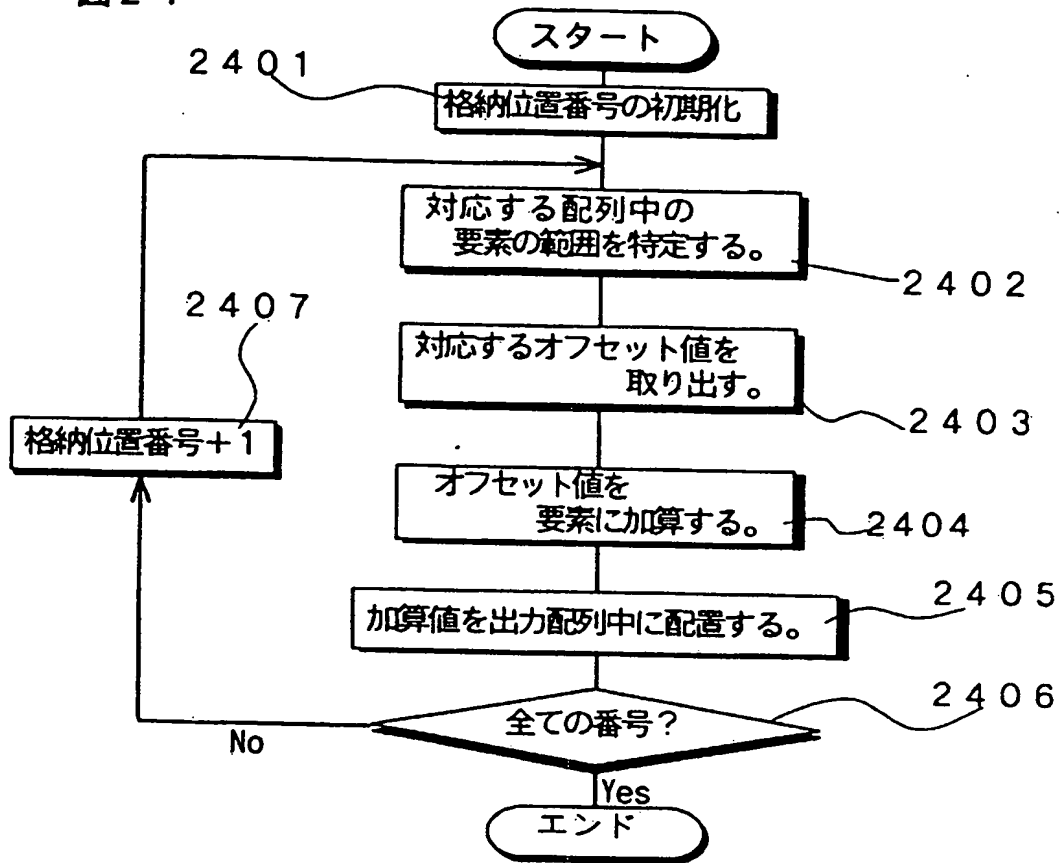 スタート
2401
格納位置番号の初期化
対応する配列中の
要素の範囲を特定する。
2402
2407
対応するオフセット値を
取り出す。
2403
格納位置番号+1
オフセット値を
要素に加算する。
2404
2405
加算値を出力配列中に配置する。
2406
全ての番号?
No
Yes
エンド